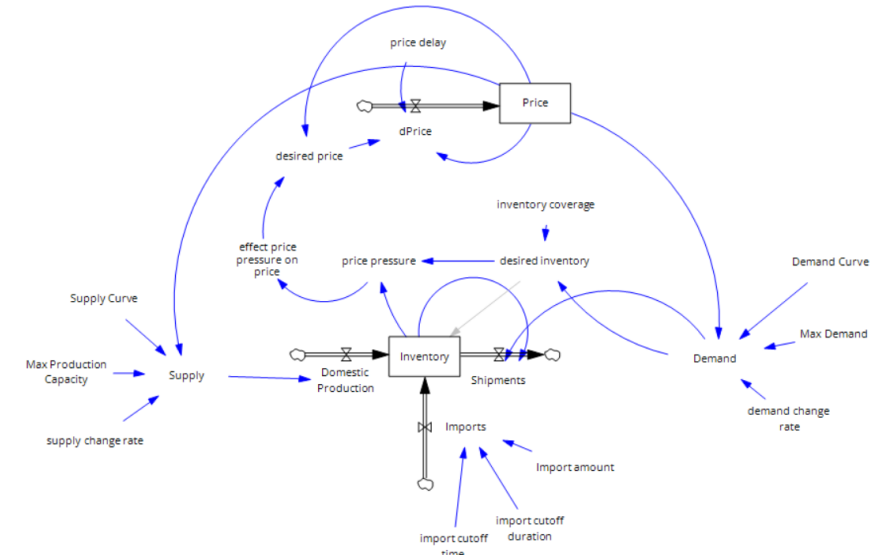 price delay
Price
dPrice
desired price
inventory coverage
effect price
pressure on
price
price pressure
desired inventory
Demand Curve
Supply Curve
Max Demand
Inventory
Demand
Max Production
Capacity
Supply
Domestic
Production
Shipments
demand change
rate
supply change rate
Imports
Import amount
import cutoff
duration
import cutoff
time